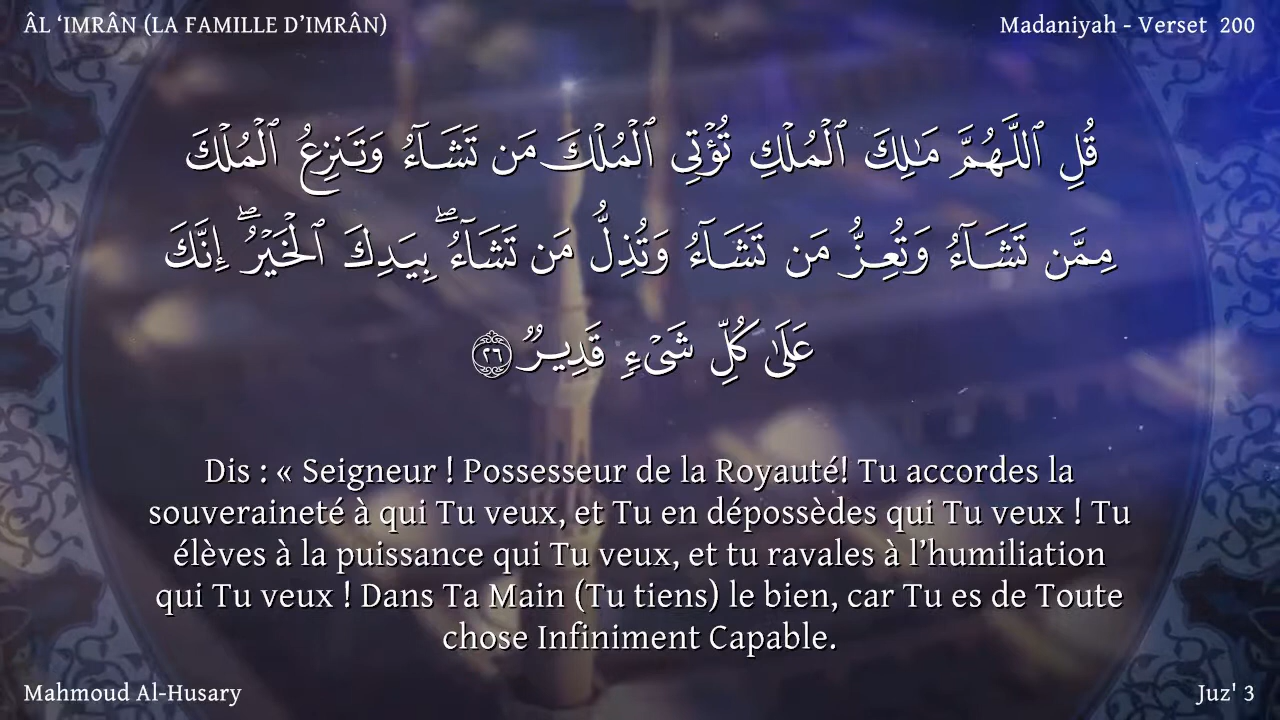 ÂL ‘IMRÂN (LA FAMILLE D’IMRÂN)
Madaniyah - Verset 200
قُلِ ٱللَّهُمَّ مَـٰلِكَ ٱلْمُلْكِ تُؤْتِى ٱلْمُلْكَ مَن تَشَآءُ وَتَنزِعُ ٱلْمُلْكَ
مِمَّن تَشَآءُ وَتُعِزُّ مَن تَشَآءُ وَتُذِلُّ مَن تَشَآءُ ۖ بِيَدِكَ ٱلْخَيْرُ ۖ إِنَّكَ
عَلَىٰ كُلِّ شَىْءٍ قَدِيرٌ ٢٦
Dis : « Seigneur ! Possesseur de la Royauté! Tu accordes la
souveraineté à qui Tu veux, et Tu en dépossèdes qui Tu veux ! Tu
élèves à la puissance qui Tu veux, et tu ravales à l’humiliation
qui Tu veux ! Dans Ta Main (Tu tiens) le bien, car Tu es de Toute
chose Infiniment Capable.
Mahmoud Al-Husary
Juz' 3